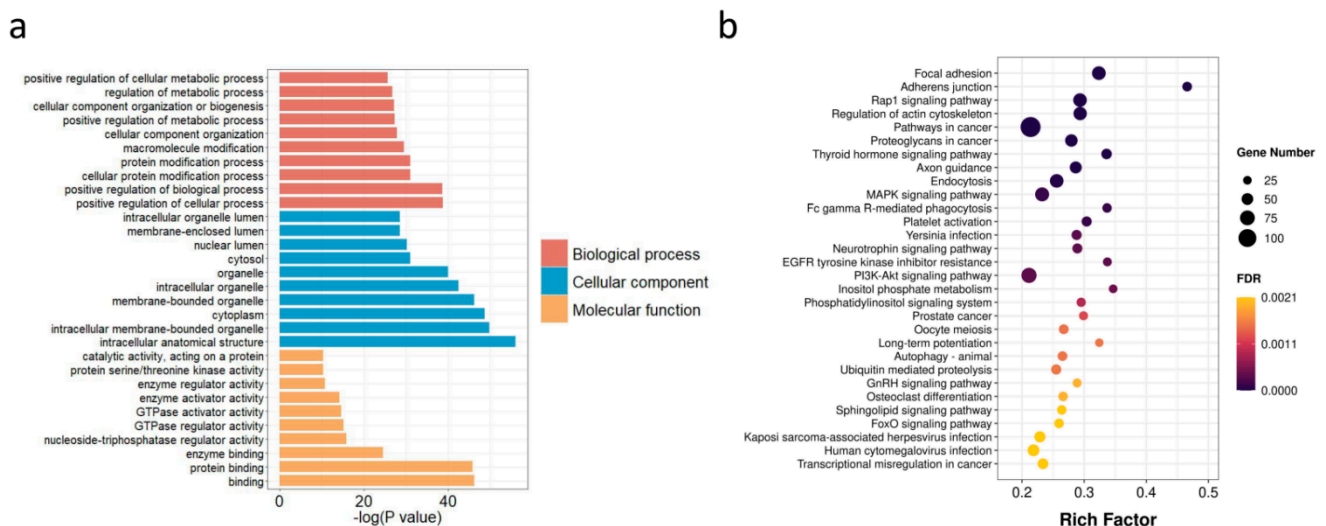 a
positive regulation of cellular metabolic process
regulation of metabolic process
cellular component organization or biogenesis
positive regulation of metabolic process
cellular component organization
macromolecule modification
protein modification process
cellular protein modification process
positive regulation of biological process
positive regulation of cellular process
intracellular organelle lumen
membrane-enclosed lumen
nuclear lumen
cytosol
organelle
intracellular organelle
membrane-bounded organelle
cytoplasm
intracellular membrane-bounded organelle
intracellular anatomical structure
catalytic activity, acting on a protein
protein serine/threonine kinase activity
enzyme regulator activity
enzyme activator activity
GTPase activator activity
GTPase regulator activity
nucleoside-triphosphatase regulator activity
enzyme binding
protein binding
binding
0 20 40
-log(P value)
Biological process
Cellular component
Molecular function
b
Focal adhesion
Adherens junction
Rap1 signaling pathway
Regulation of actin cytoskeleton
Pathways in cancer
Proteoglycans in cancer
Thyroid hormone signaling pathway
Axon guidance
Endocytosis
MAPK signaling pathway
Fc gamma R-mediated phagocytosis
Platelet activation
Yersinia infection
Neurotrophin signaling pathway
EGFR tyrosine kinase inhibitor resistance
PI3K-Akt signaling pathway
Inositol phosphate metabolism
Phosphatidylinositol signaling system
Prostate cancer
Oocyte meiosis
Long-term potentiation
Autophagy - animal
Ubiquitin mediated proteolysis
GnRH signaling pathway
Osteoclast differentiation
Sphingolipid signaling pathway
FoxO signaling pathway
Kaposi sarcoma-associated herpesvirus infection
Human cytomegalovirus infection
Transcriptional misregulation in cancer
0.2 0.3 0.4 0.5
Rich Factor
Gene Number
25
50
75
100
FDR
0.0021
0.0011
0.0000